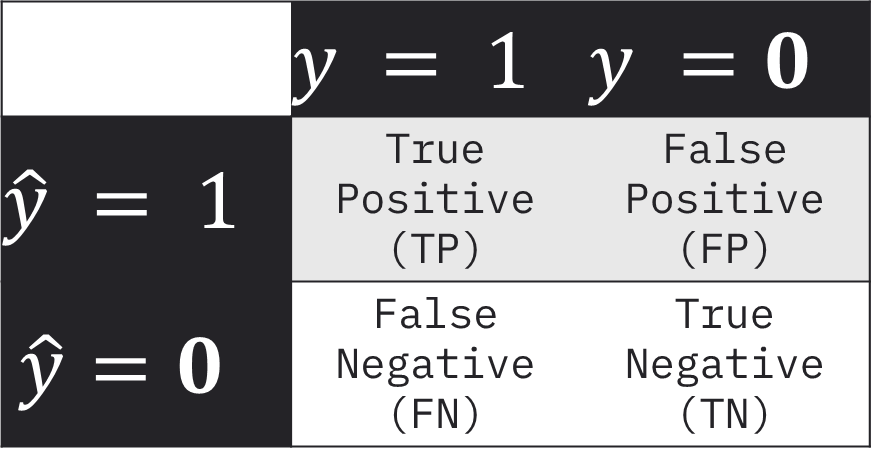 y = 1 y = 0
ŷ = 1
True
Positive
(TP)
False
Positive
(FP)
ŷ = 0
False
Negative
(FN)
True
Negative
(TN)